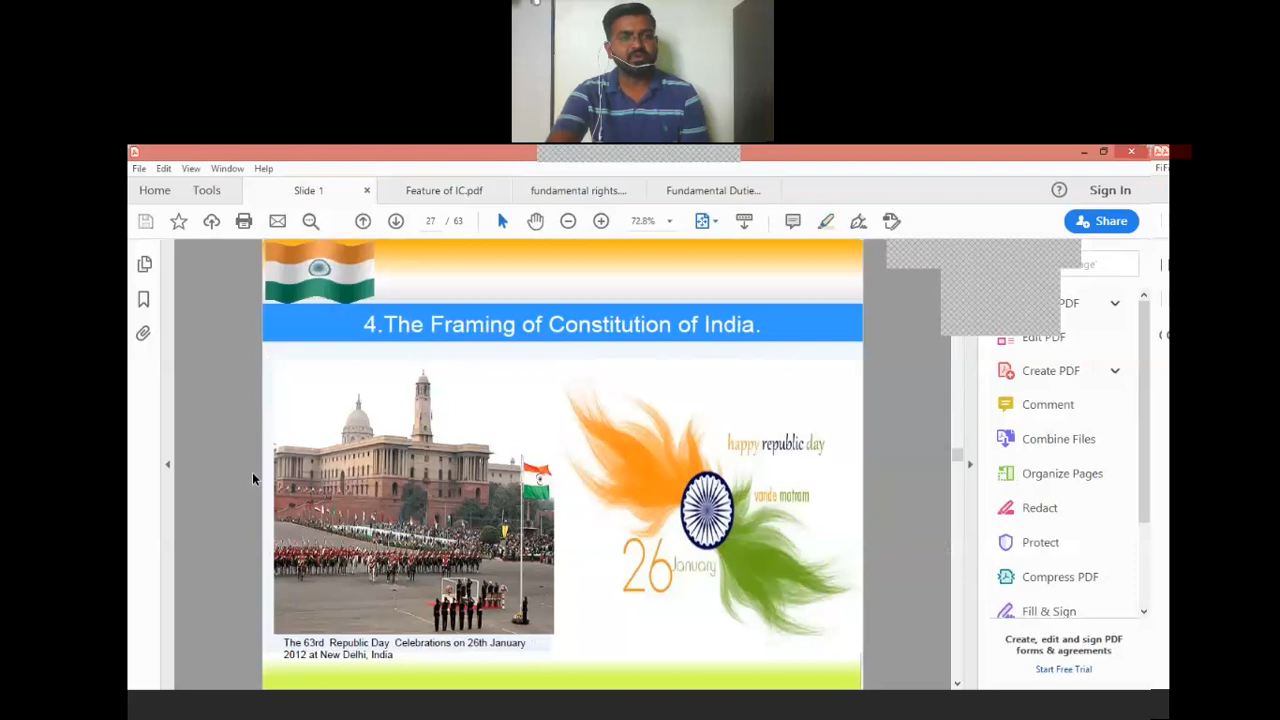 File Edit View Window Help
FiF
Home Tools Slide 1 × Feature of IC.pdf fundamental rights.... Fundamental Dutie... Sign In
27 / 63 72.8% Share
4.The Framing of Constitution of India.
happy republic day
vande matram
26 January
The 63rd Republic Day Celebrations on 26th January
2012 at New Delhi, India
PDF
Edit PDF
Create PDF
Comment
Combine Files
Organize Pages
Redact
Protect
Compress PDF
Fill & Sign
Create, edit and sign PDF
forms & agreements
Start Free Trial